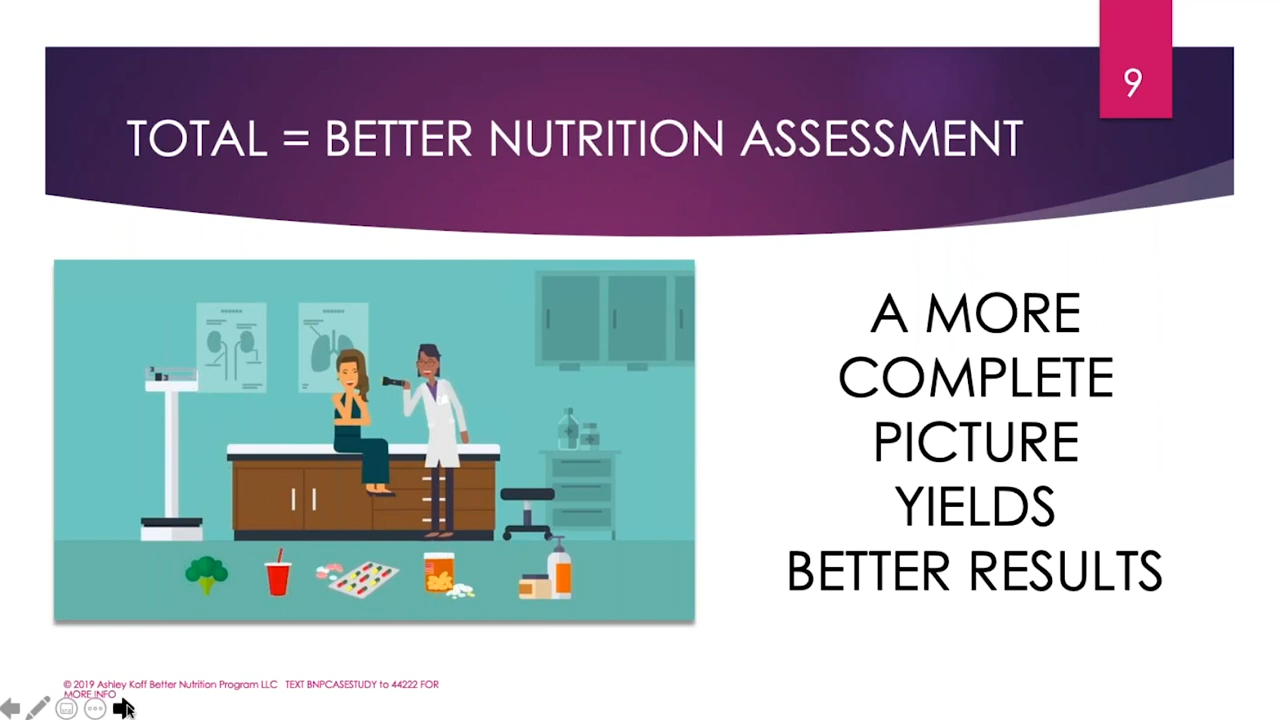 9
TOTAL = BETTER NUTRITION ASSESSMENT
A MORE
COMPLETE
PICTURE
YIELDS
BETTER RESULTS
© 2019 Ashley Koff Better Nutrition Program LLC TEXT BNPCASESTUDY to 44222 FOR
MORE INFO